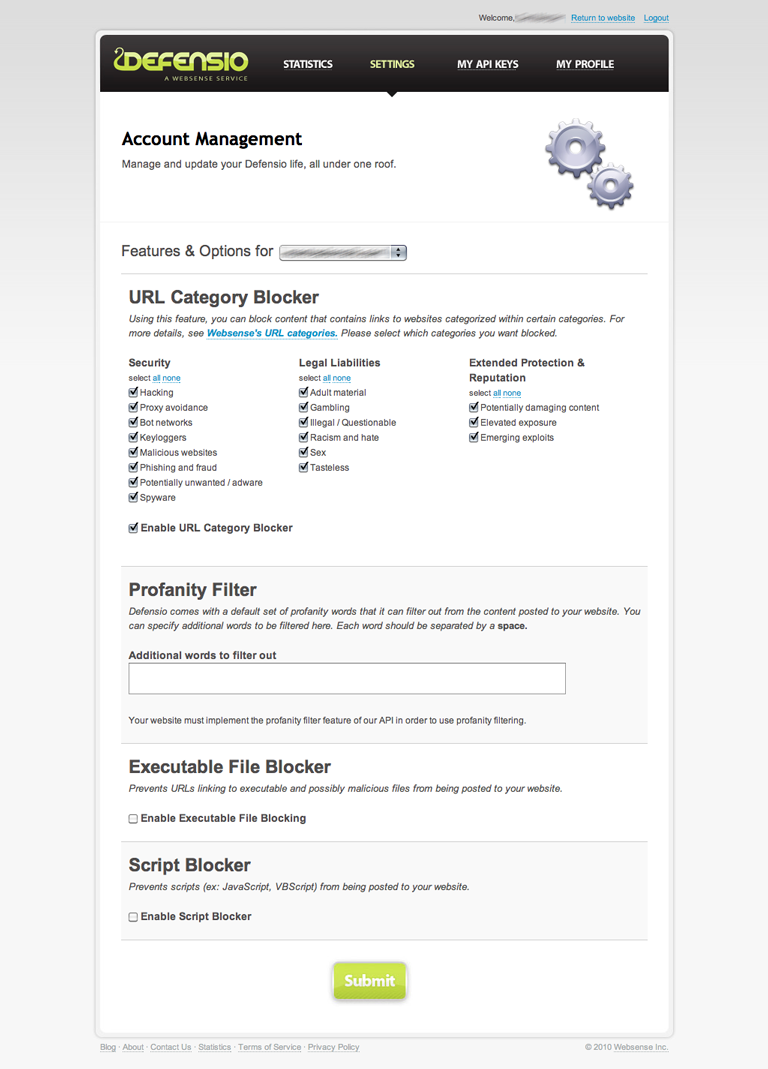 Welcome, Return to website Logout
DEFENSIO
A WEBSENSE SERVICE
STATISTICS SETTINGS MY API KEYS MY PROFILE
Account Management
Manage and update your Defensio life, all under one roof.
Features & Options for
URL Category Blocker
Using this feature, you can block content that contains links to websites categorized within certain categories. For
more details, see Websense's URL categories. Please select which categories you want blocked.
Security
select all none
Hacking
Proxy avoidance
Bot networks
Keyloggers
Malicious websites
Phishing and fraud
Potentially unwanted / adware
Spyware
Legal Liabilities
select all none
Adult material
Gambling
Illegal / Questionable
Racism and hate
Sex
Tasteless
Extended Protection &
Reputation
select all none
Potentially damaging content
Elevated exposure
Emerging exploits
Enable URL Category Blocker
Profanity Filter
Defensio comes with a default set of profanity words that it can filter out from the content posted to your website. You
can specify additional words to be filtered here. Each word should be separated by a space.
Additional words to filter out
Your website must implement the profanity filter feature of our API in order to use profanity filtering.
Executable File Blocker
Prevents URLs linking to executable and possibly malicious files from being posted to your website.
Enable Executable File Blocking
Script Blocker
Prevents scripts (ex: JavaScript, VBScript) from being posted to your website.
Enable Script Blocker
Submit
Blog · About · Contact Us · Statistics · Terms of Service · Privacy Policy © 2010 Websense Inc.